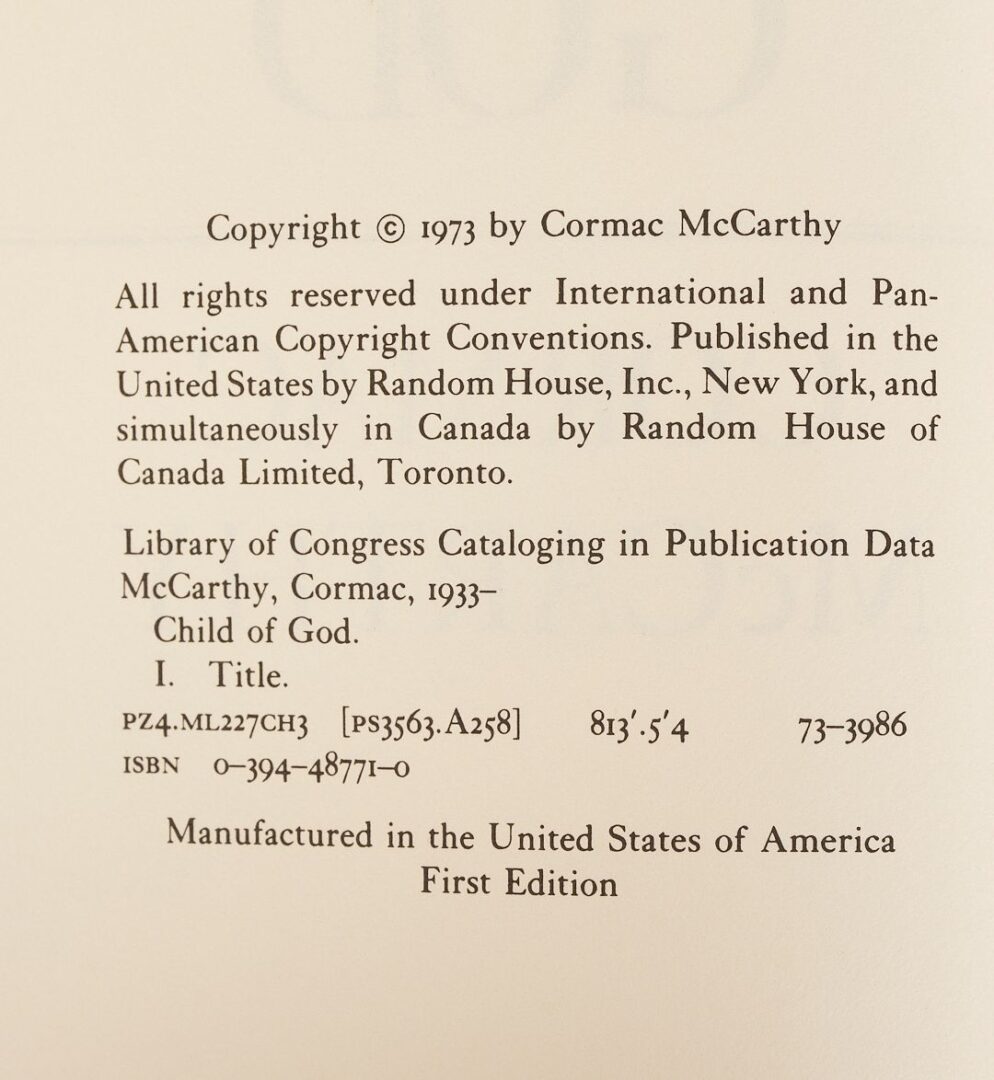 Copyright © 1973 by Cormac McCarthy
All rights reserved under International and Pan-
American Copyright Conventions. Published in the
United States by Random House, Inc., New York, and
simultaneously in Canada by Random House of
Canada Limited, Toronto.
Library of Congress Cataloging in Publication Data
McCarthy, Cormac, 1933–
Child of God.
I. Title.
PZ4.ML227CH3 [PS3563.A258] 813'.5'4 73–3986
ISBN 0–394–48771–0
Manufactured in the United States of America
First Edition